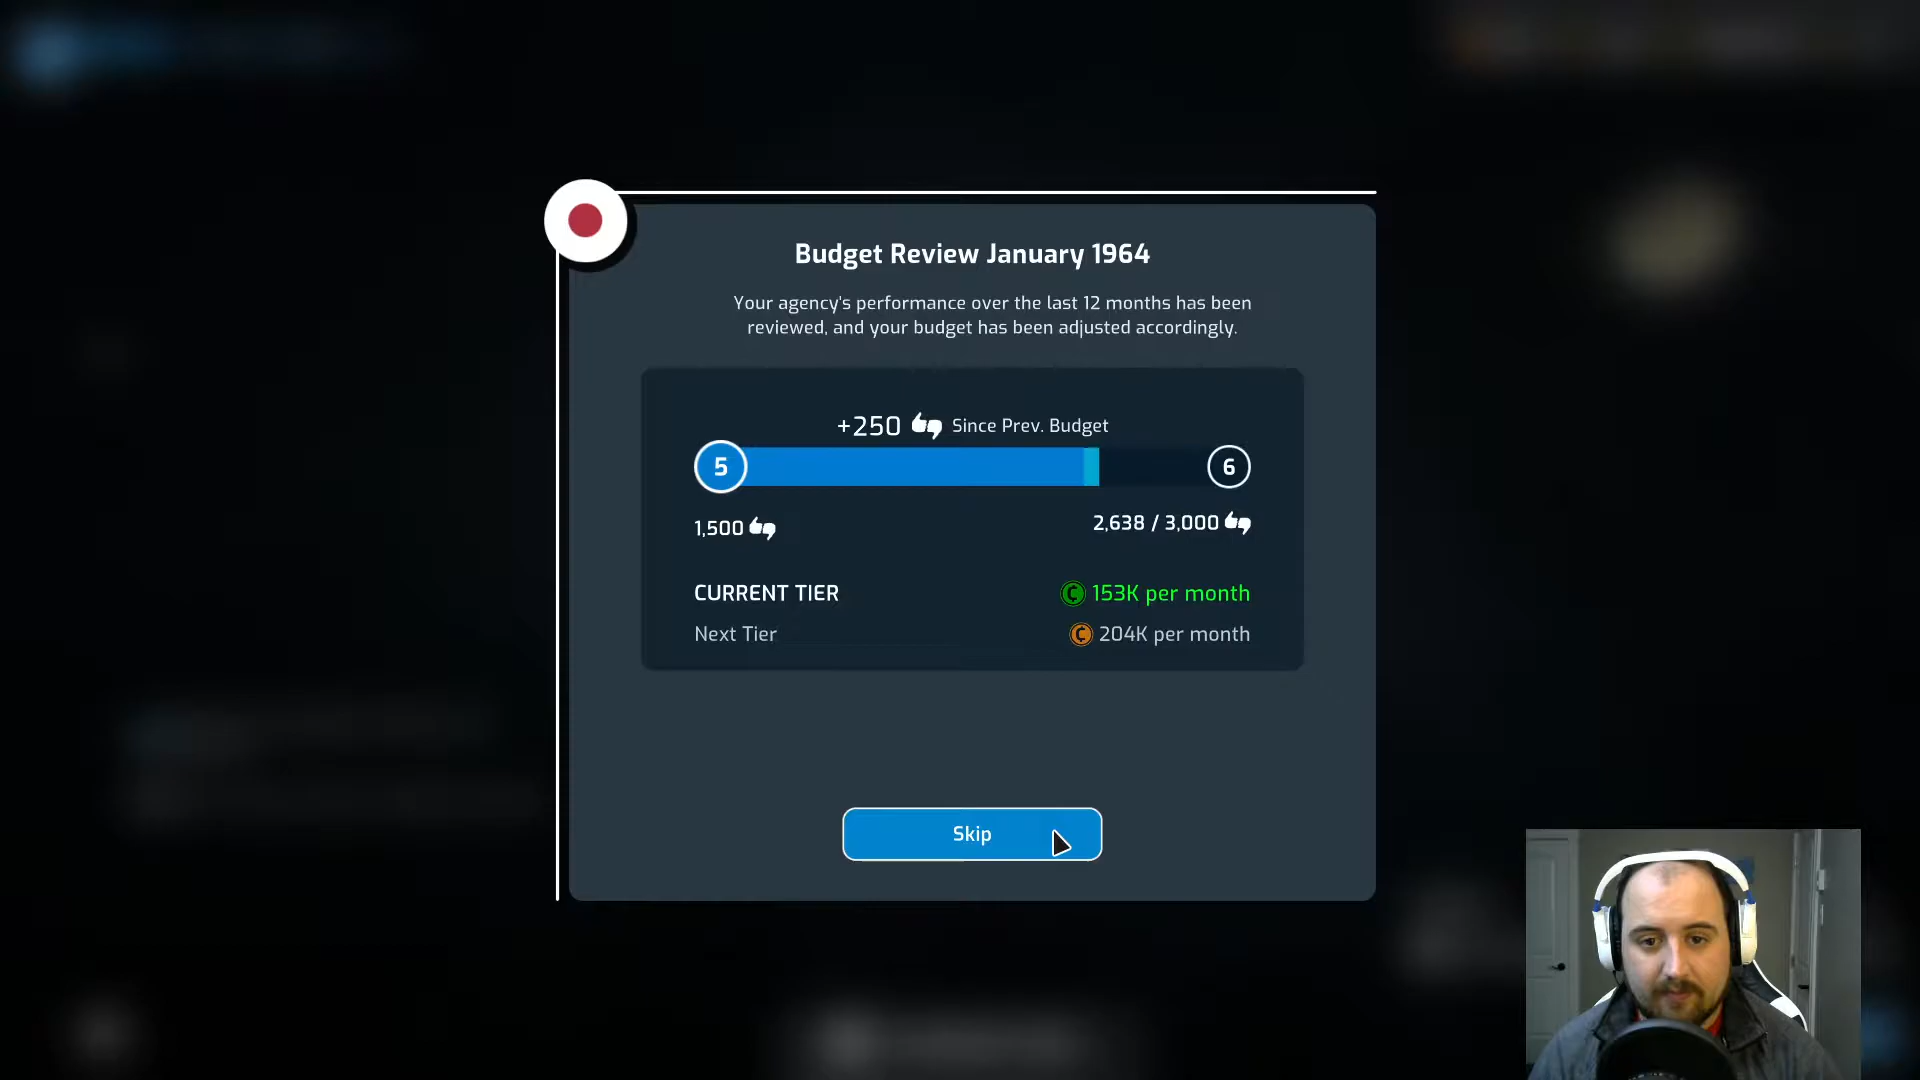 Budget Review January 1964
Your agency's performance over the last 12 months has been
reviewed, and your budget has been adjusted accordingly.
+250 Since Prev. Budget
5
6
1,500
2,638 / 3,000
CURRENT TIER
153K per month
Next Tier
204K per month
Skip